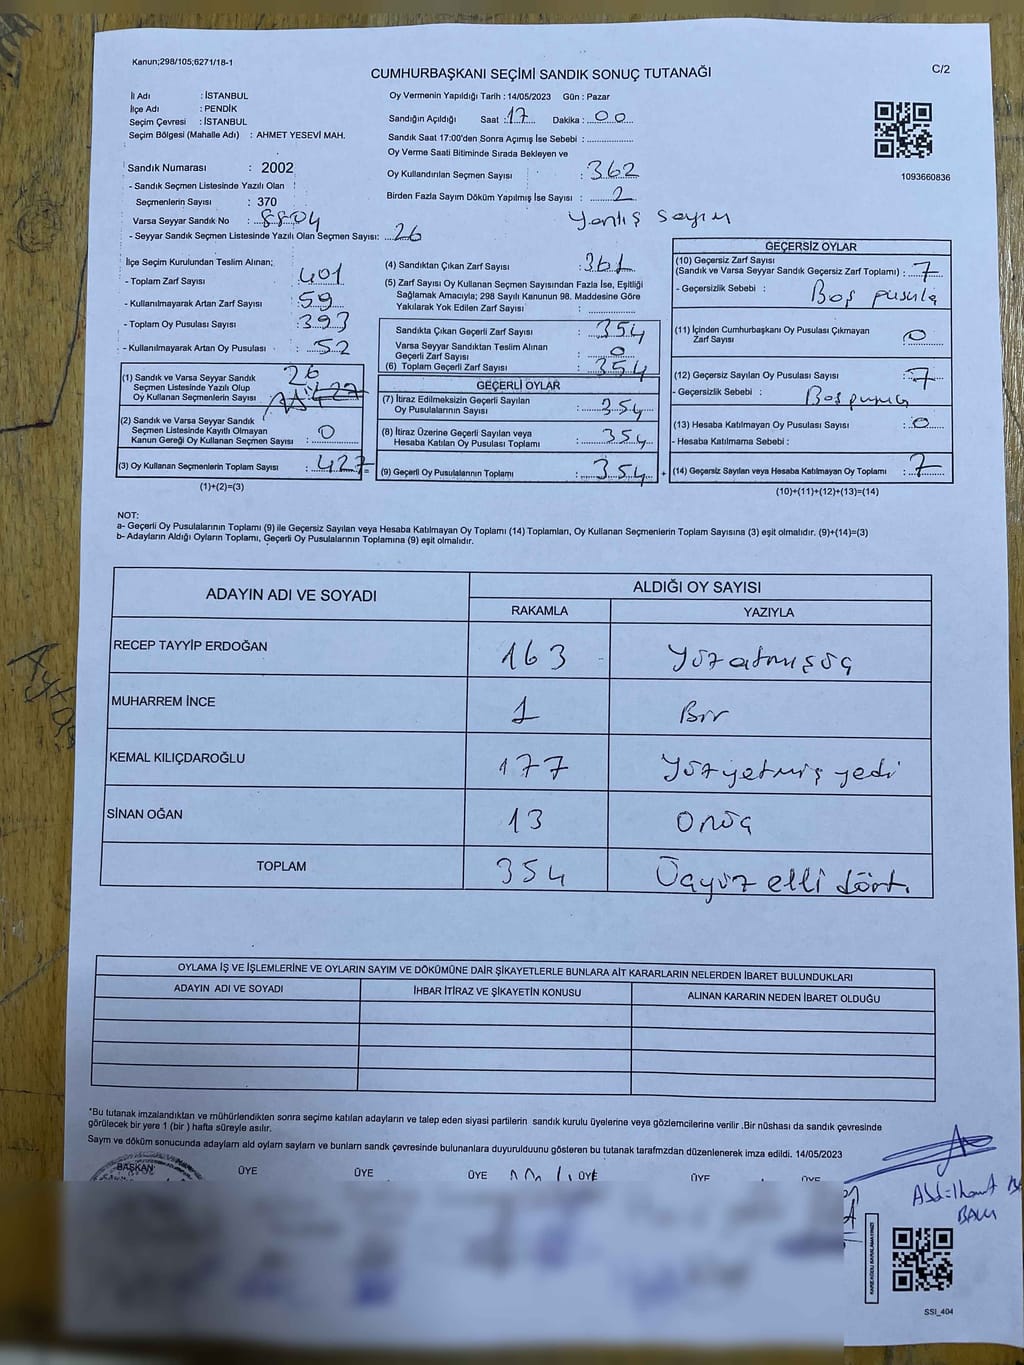 Kanun;298/105;6271/18-1
CUMHURBAŞKANI SEÇİMİ SANDIK SONUÇ TUTANAĞI
C/2
İl Adı : İSTANBUL
İlçe Adı : PENDİK
Seçim Çevresi : İSTANBUL
Seçim Bölgesi (Mahalle Adı) : AHMET YESEVİ MAH.
Oy Vermenin Yapıldığı Tarih : 14/05/2023 Gün : Pazar
Sandığın Açıldığı Saat : 17 Dakika : 00
Sandık Saat 17:00'den Sonra Açımış İse Sebebi :
Oy Verme Saati Bitiminde Sırada Bekleyen ve
Oy Kullandırılan Seçmen Sayısı : 362
Birden Fazla Sayım Döküm Yapılmış İse Sayısı : 2
Yanlış Sayım
1093660836
Sandık Numarası : 2002
- Sandık Seçmen Listesinde Yazılı Olan
Seçmenlerin Sayısı : 370
Varsa Seyyar Sandık No : 8804
- Seyyar Sandık Seçmen Listesinde Yazılı Olan Seçmen Sayısı: 26
İlçe Seçim Kurulundan Teslim Alınan;
- Toplam Zarf Sayısı : 401
- Kullanılmayarak Artan Zarf Sayısı : 59
- Toplam Oy Pusulası Sayısı : 393
- Kullanılmayarak Artan Oy Pusulası : 52
(1) Sandık ve Varsa Seyyar Sandık
Seçmen Listesinde Yazılı Olup
Oy Kullanan Seçmenlerin Sayısı : 26
(2) Sandık ve Varsa Seyyar Sandık
Seçmen Listesinde Kayıtlı Olmayan
Kanun Gereği Oy Kullanan Seçmen Sayısı : 0
(3) Oy Kullanan Seçmenlerin Toplam Sayısı : 427 =
(1)+(2)=(3)
(4) Sandıktan Çıkan Zarf Sayısı : 361
(5) Zarf Sayısı Oy Kullanan Seçmen Sayısından Fazla İse, Eşitliği
Sağlamak Amacıyla; 298 Sayılı Kanunun 98. Maddesine Göre
Yakılarak Yok Edilen Zarf Sayısı :
Sandıkta Çıkan Geçerli Zarf Sayısı : 354
Varsa Seyyar Sandıktan Teslim Alınan
Geçerli Zarf Sayısı : 0
(6) Toplam Geçerli Zarf Sayısı : 354
GEÇERLİ OYLAR
(7) İtiraz Edilmeksizin Geçerli Sayılan
Oy Pusulalarının Sayısı : 354
(8) İtiraz Üzerine Geçerli Sayılan veya
Hesaba Katılan Oy Pusulası Toplamı : 354
(9) Geçerli Oy Pusulalarının Toplamı : 354 +
GEÇERSİZ OYLAR
(10) Geçersiz Zarf Sayısı
(Sandık ve Varsa Seyyar Sandık Geçersiz Zarf Toplamı) : 7
- Geçersizlik Sebebi : Boş pusula
(11) İçinden Cumhurbaşkanı Oy Pusulası Çıkmayan
Zarf Sayısı : 0
(12) Geçersiz Sayılan Oy Pusulası Sayısı : 7
- Geçersizlik Sebebi : Boş pusula
(13) Hesaba Katılmayan Oy Pusulası Sayısı : 0
- Hesaba Katılmama Sebebi :
(14) Geçersiz Sayılan veya Hesaba Katılmayan Oy Toplamı : 7
(10)+(11)+(12)+(13)=(14)
NOT:
a- Geçerli Oy Pusulalarının Toplamı (9) ile Geçersiz Sayılan veya Hesaba Katılmayan Oy Toplamı (14) Toplamları, Oy Kullanan Seçmenlerin Toplam Sayısına (3) eşit olmalıdır. (9)+(14)=(3)
b- Adayların Aldığı Oyların Toplamı, Geçerli Oy Pusulalarının Toplamına (9) eşit olmalıdır.
ADAYIN ADI VE SOYADI ALDIĞI OY SAYISI
RAKAMLA YAZIYLA
RECEP TAYYİP ERDOĞAN 163 Yüzatmışüç
MUHARREM İNCE 1 Bir
KEMAL KILIÇDAROĞLU 177 Yüzyetmiş yedi
SİNAN OĞAN 13 Onüç
TOPLAM 354 Üçyüz elli dört.
OYLAMA İŞ VE İŞLEMLERİNE VE OYLARIN SAYIM VE DÖKÜMÜNE DAİR ŞİKAYETLERLE BUNLARA AİT KARARLARIN NELERDEN İBARET BULUNDUKLARI
ADAYIN ADI VE SOYADI İHBAR İTİRAZ VE ŞİKAYETİN KONUSU ALINAN KARARIN NEDEN İBARET OLDUĞU
*Bu tutanak imzalandıktan ve mühürlendikten sonra seçime katılan adayların ve talep eden siyasi partilerin sandık kurulu üyelerine veya gözlemcilerine verilir .Bir nüshası da sandık çevresinde
görülecek bir yere 1 (bir ) hafta süreyle asılır.
Sayım ve döküm sonucunda adayların ald oyların sayların ve bunların sandk çevresinde bulunanlara duyurulduunu gösteren bu tutanak tarafmzdan düzenlenerek imza edildi. 14/05/2023
BAŞKAN ÜYE ÜYE ÜYE ÜYE ÜYE ÜYE
SSI_404